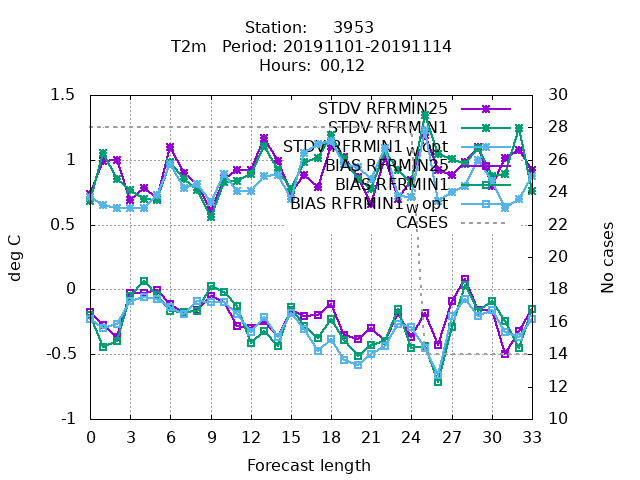 Station: 3953
T2m Period: 20191101-20191114
Hours: 00,12
STDV RFRMIN25
STDV RFRMIN1
STDV RFRMIN1_W opt
BIAS RFRMIN25
BIAS RFRMIN1
BIAS RFRMIN1_W opt
CASES
deg C
No cases
1.5
1
0.5
0
-0.5
-1
30
28
26
24
22
20
18
16
14
12
10
0 3 6 9 12 15 18 21 24 27 30 33
Forecast length